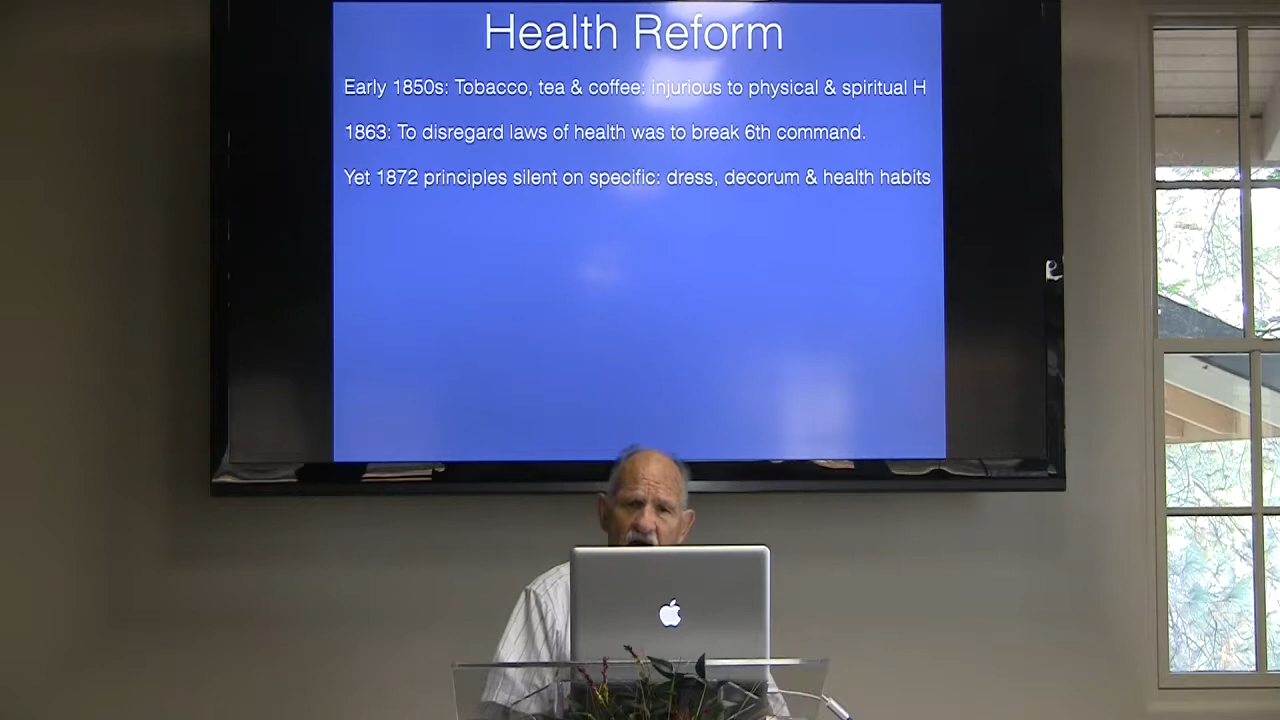 Health Reform
Early 1850s: Tobacco, tea & coffee: injurious to physical & spiritual H
1863: To disregard laws of health was to break 6th command.
Yet 1872 principles silent on specific: dress, decorum & health habits